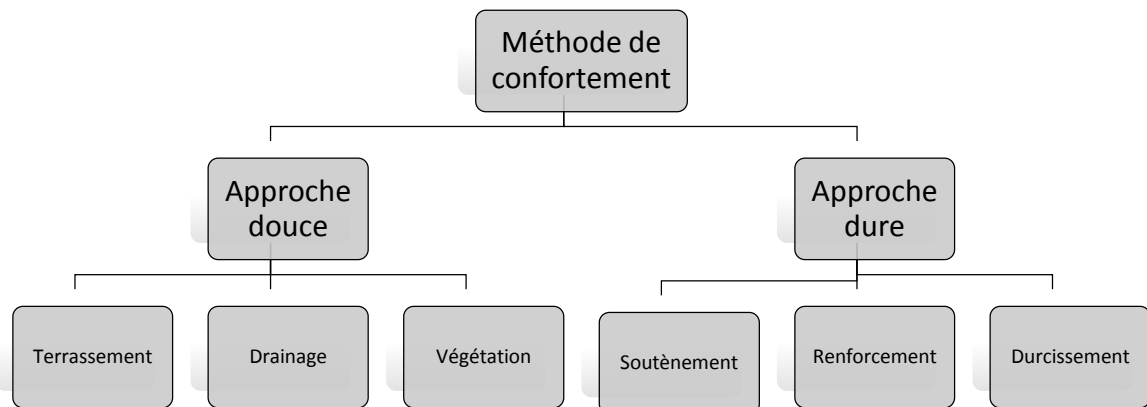 Méthode de
confortement
Approche
douce
Approche
dure
Terrassement
Drainage
Végétation
Soutènement
Renforcement
Durcissement